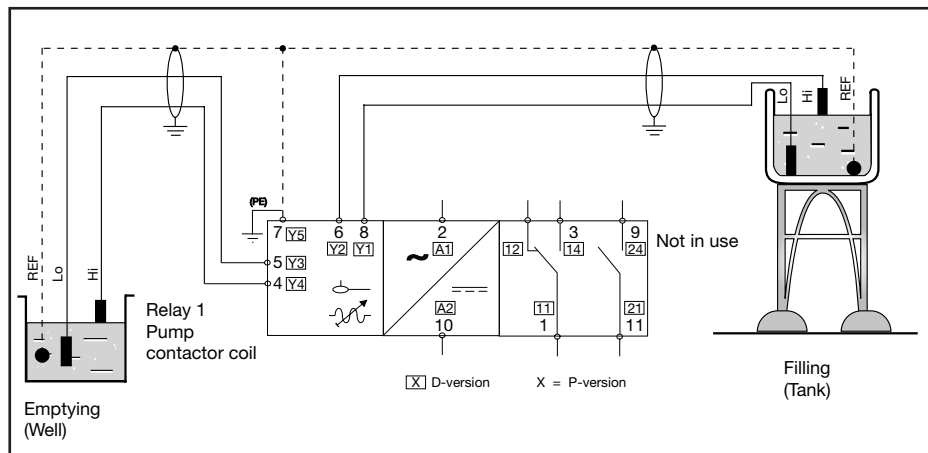 REF
Lo
Hi
Relay 1
Pump
contactor coil
Emptying
(Well)
(PE)
7 Y5
6
Y2
8
Y1
5 Y3
4 Y4
2
A1
~
A2
10
12
3
14
9
24
11
1
21
11
Not in use
X D-version
X = P-version
Lo
Hi
REF
Filling
(Tank)